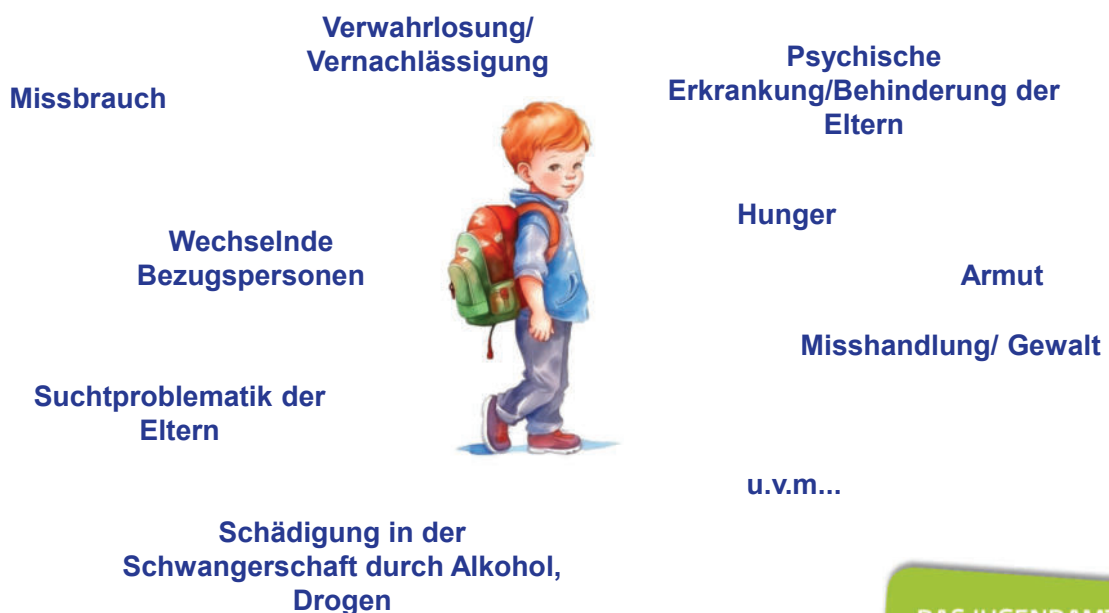 Verwahrlosung/
Vernachlässigung
Psychische
Erkrankung/Behinderung der
Eltern
Missbrauch
Hunger
Wechselnde
Bezugspersonen
Armut
Misshandlung/ Gewalt
Suchtproblematik der
Eltern
u.v.m...
Schädigung in der
Schwangerschaft durch Alkohol,
Drogen